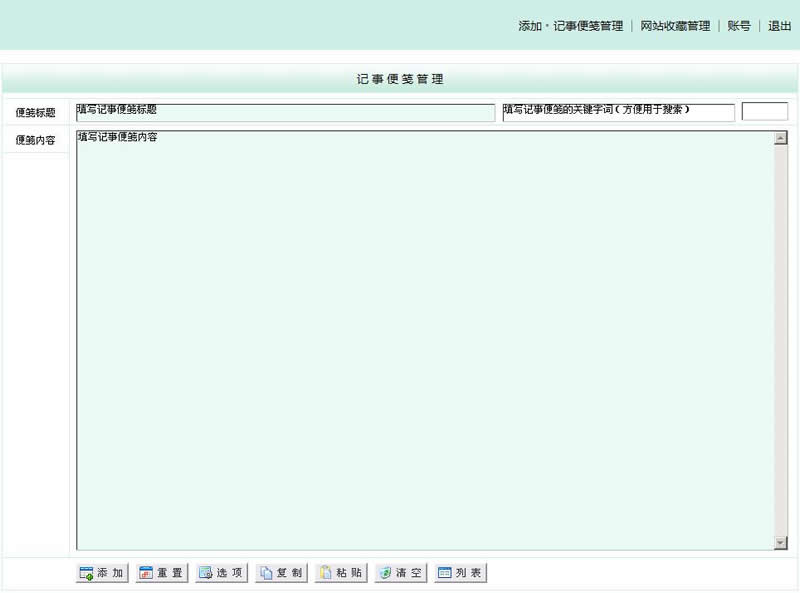 添加·记事便笺管理 | 网站收藏管理 | 账号 | 退出
记事便笺管理
便笺标题 填写记事便笺标题 填写记事便笺的关键字词(方便用于搜索)
便笺内容 填写记事便笺内容
添加 重置 选项 复制 粘贴 清空 列表